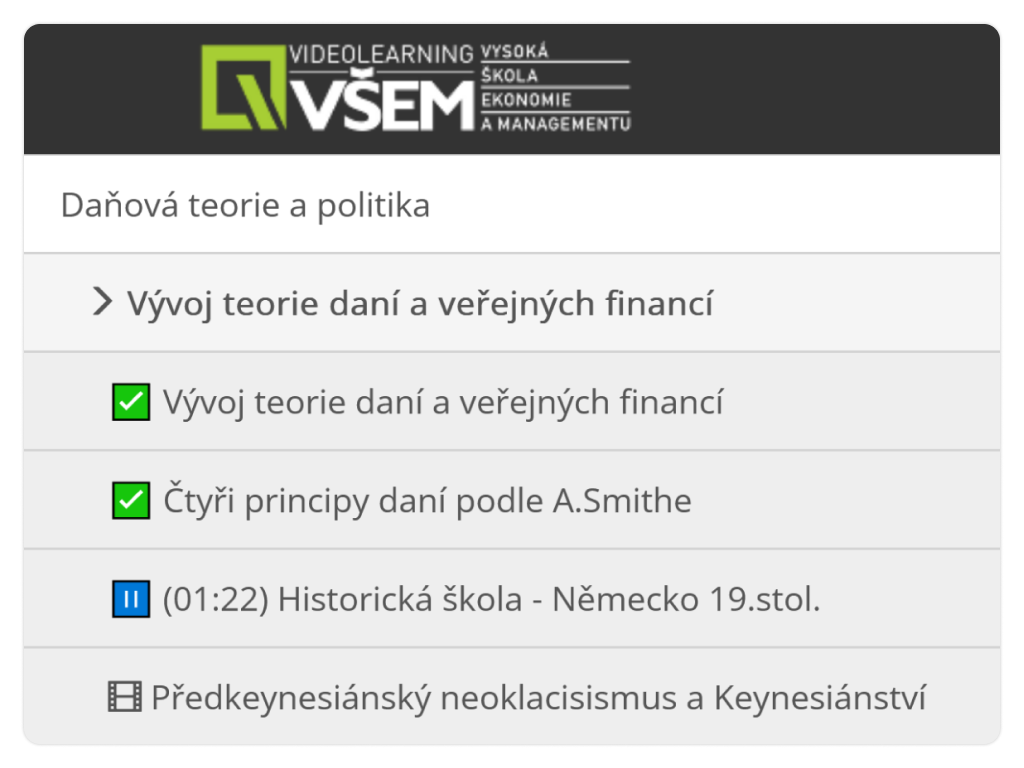 VIDEOLEARNING
VŠEM
VYSOKÁ
ŠKOLA
EKONOMIE
A MANAGEMENTU
Daňová teorie a politika
Vývoj teorie daní a veřejných financí
Vývoj teorie daní a veřejných financí
Čtyři principy daní podle A.Smithe
(01:22) Historická škola - Německo 19.stol.
Předkeynesiánský neoklacisismus a Keynesiánství